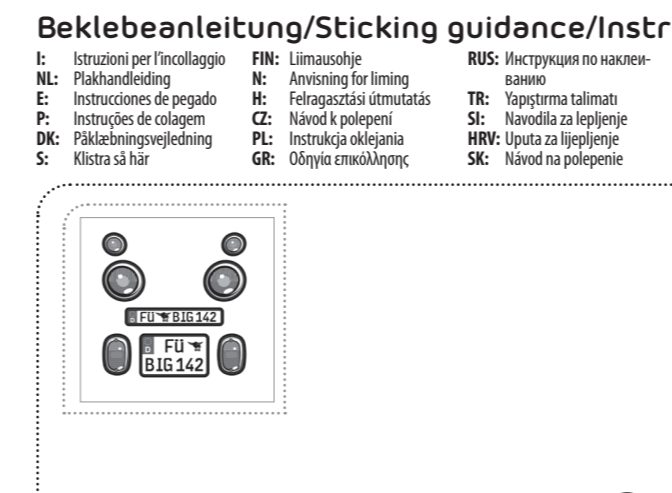 Beklebeanleitung/Sticking guidance/Instr
I: Istruzioni per l'incollaggio
NL: Plakhandleiding
E: Instrucciones de pegado
P: Instruções de colagem
DK: Påklæbningsvejledning
S: Klistra så här
FIN: Liimausohje
N: Anvisning for liming
H: Felragasztási útmutatás
CZ: Návod k polepení
PL: Instrukcja oklejania
GR: Οδηγία επικόλλησης
RUS: Инструкция по наклеи-
ванию
TR: Yapıştırma talimatı
SI: Navodila za lepljenje
HRV: Uputa za lijepljenje
SK: Návod na polepenie
D FÜ BIG 142
D FÜ
BIG 142